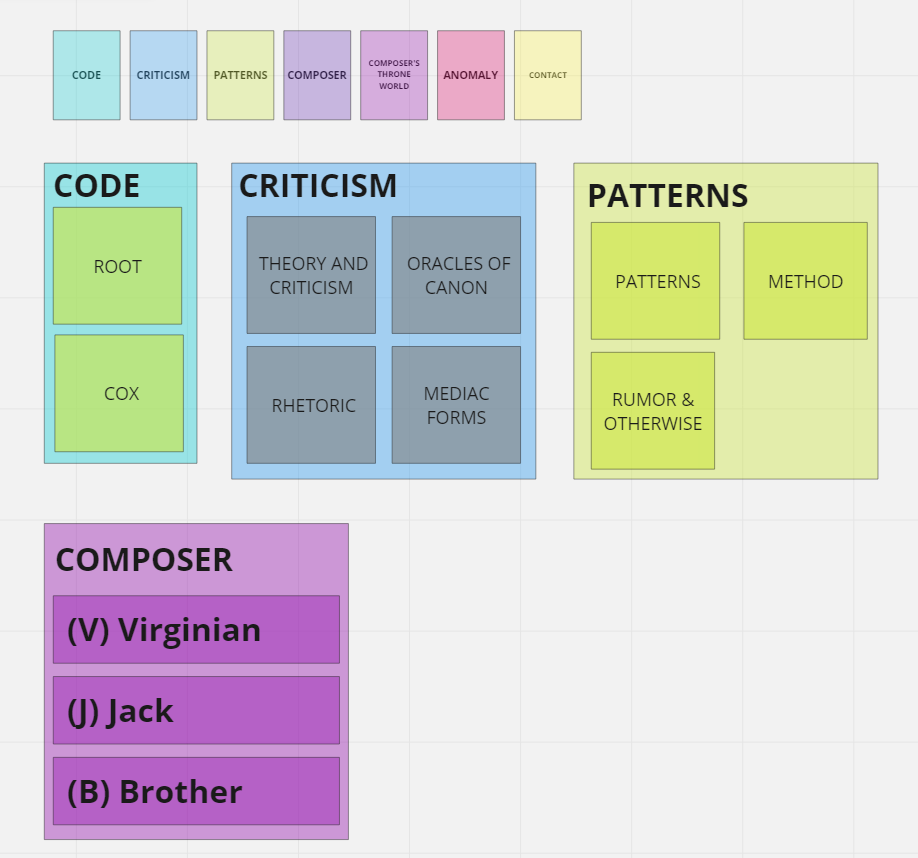 CODE
CRITICISM
PATTERNS
COMPOSER
COMPOSER'S
THRONE
WORLD
ANOMALY
CONTACT
CODE
ROOT
COX
CRITICISM
THEORY AND
CRITICISM
ORACLES OF
CANON
RHETORIC
MEDIAC
FORMS
PATTERNS
PATTERNS
METHOD
RUMOR &
OTHERWISE
COMPOSER
(V) Virginian
(J) Jack
(B) Brother